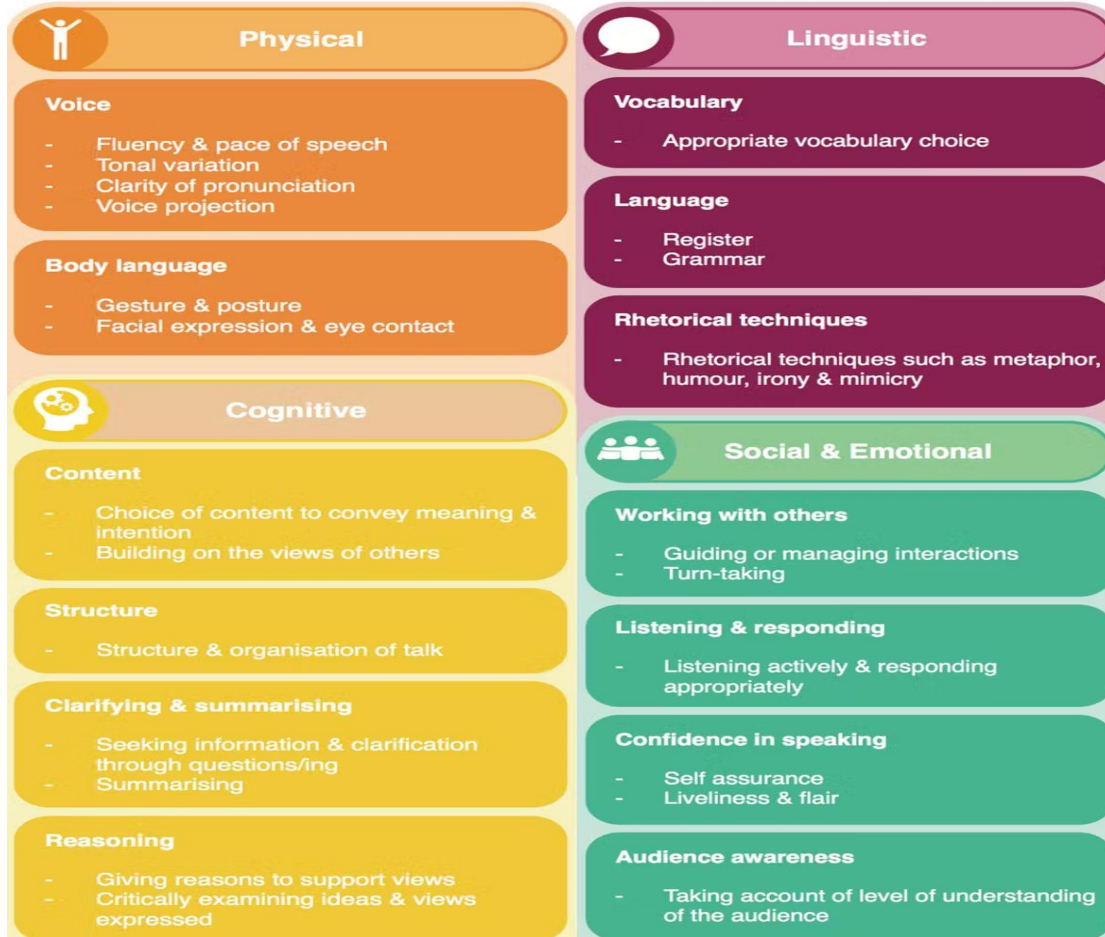 Physical
Voice
- Fluency & pace of speech
- Tonal variation
- Clarity of pronunciation
- Voice projection
Body language
- Gesture & posture
- Facial expression & eye contact
Cognitive
Content
- Choice of content to convey meaning &
intention
- Building on the views of others
Structure
- Structure & organisation of talk
Clarifying & summarising
- Seeking information & clarification
through questions/ing
- Summarising
Reasoning
- Giving reasons to support views
- Critically examining ideas & views
expressed
Linguistic
Vocabulary
- Appropriate vocabulary choice
Language
- Register
- Grammar
Rhetorical techniques
- Rhetorical techniques such as metaphor,
humour, irony & mimicry
Social & Emotional
Working with others
- Guiding or managing interactions
- Turn-taking
Listening & responding
- Listening actively & responding
appropriately
Confidence in speaking
- Self assurance
- Liveliness & flair
Audience awareness
- Taking account of level of understanding
of the audience